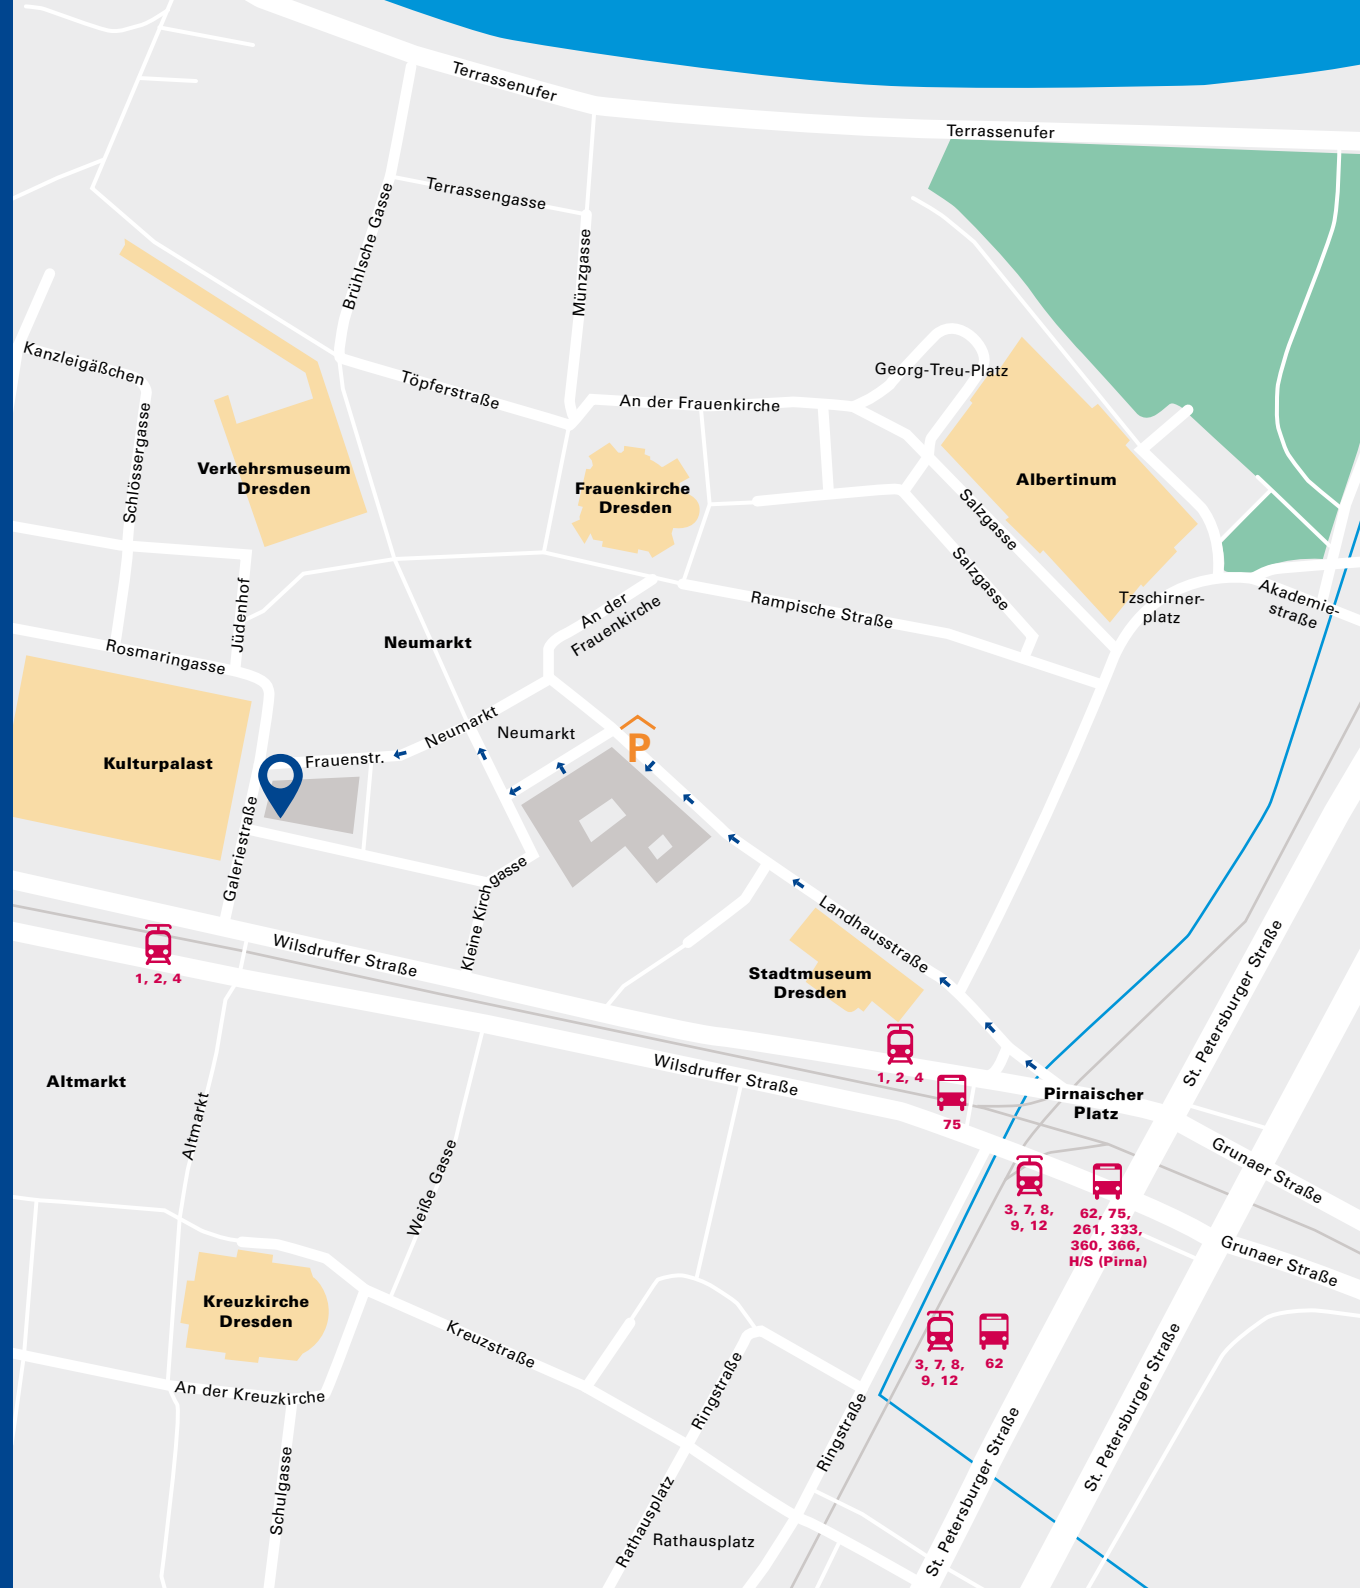 Terrassenufer
Terrassenufer
Brühlsche Gasse
Terrassengasse
Münzgasse
Kanzleigäßchen
Schlössergasse
Töpferstraße
An der Frauenkirche
Georg-Treu-Platz
Verkehrsmuseum
Dresden
Frauenkirche
Dresden
Albertinum
Salzgasse
Salzgasse
Jüdenhof
An der
Frauenkirche
Rampische Straße
Tzschirner-
platz
Akademie-
straße
Neumarkt
Rosmaringasse
Neumarkt
Neumarkt
P
Frauenstr.
Kulturpalast
Galeriestraße
Kleine Kirchgasse
Landhausstraße
Wilsdruffer Straße
1, 2, 4
Stadtmuseum
Dresden
St. Petersburger Straße
1, 2, 4
Wilsdruffer Straße
75
Pirnaischer
Platz
Altmarkt
Altmarkt
Weiße Gasse
Grunaer Straße
3, 7, 8,
9, 12
62, 75,
261, 333,
360, 366,
H/S (Pirna)
Grunaer Straße
Kreuzkirche
Dresden
Kreuzstraße
3, 7, 8,
9, 12
62
An der Kreuzkirche
Ringstraße
Ringstraße
St. Petersburger Straße
St. Petersburger Straße
Schulgasse
Rathausplatz
Rathausplatz